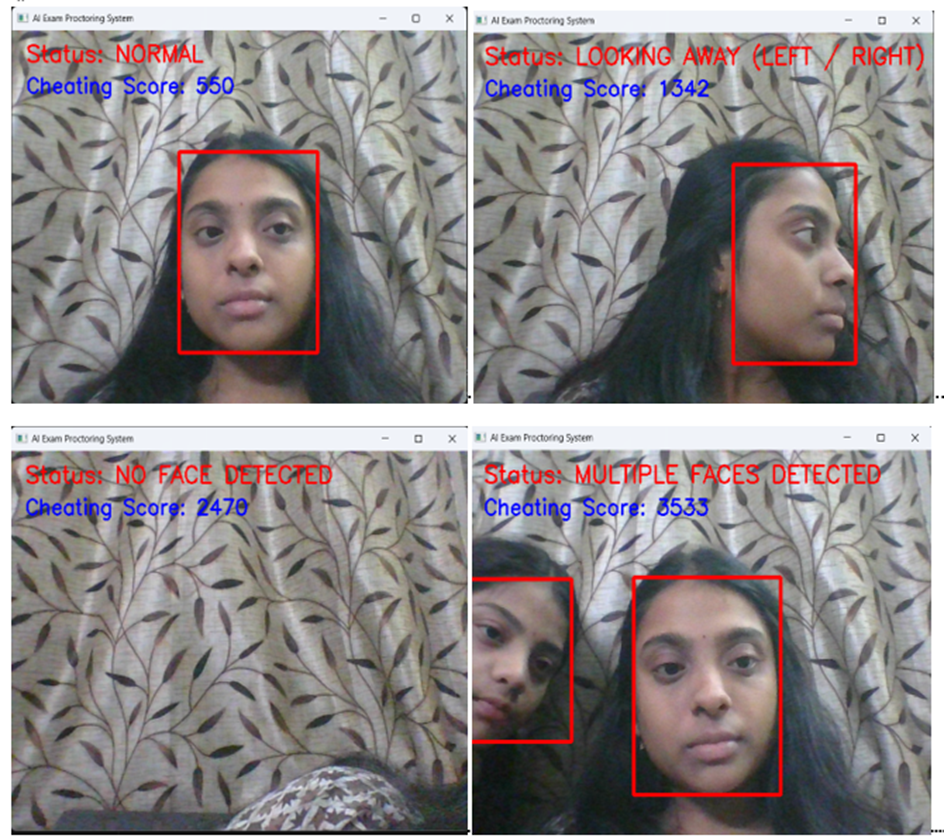 AI Exam Proctoring System
Status: NORMAL
Cheating Score: 550
AI Exam Proctoring System
Status: LOOKING AWAY (LEFT / RIGHT)
Cheating Score: 1342
AI Exam Proctoring System
Status: NO FACE DETECTED
Cheating Score: 2470
AI Exam Proctoring System
Status: MULTIPLE FACES DETECTED
Cheating Score: 3533